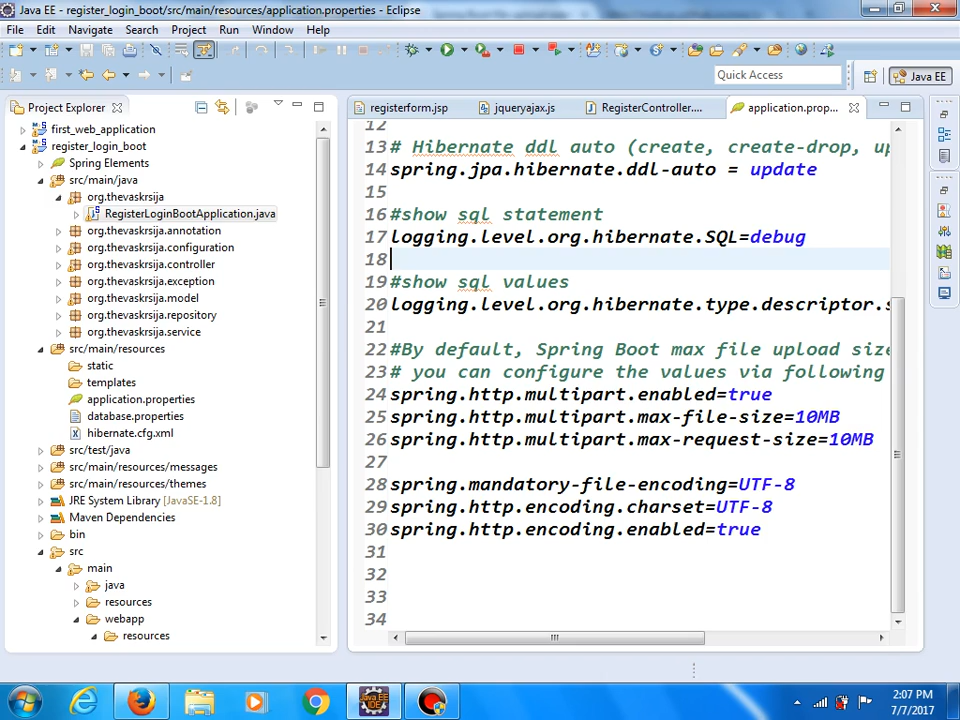 Java EE - register_login_boot/src/main/resources/application.properties - Eclipse
File Edit Navigate Search Project Run Window Help
Quick Access
Java EE
Project Explorer
registerform.jsp
jqueryajax.js
RegisterController....
application.prop...
first_web_application
register_login_boot
Spring Elements
src/main/java
org.thevaskrsija
RegisterLoginBootApplication.java
org.thevaskrsija.annotation
org.thevaskrsija.configuration
org.thevaskrsija.controller
org.thevaskrsija.exception
org.thevaskrsija.model
org.thevaskrsija.repository
org.thevaskrsija.service
src/main/resources
static
templates
application.properties
database.properties
hibernate.cfg.xml
src/test/java
src/main/resources/messages
src/main/resources/themes
JRE System Library [JavaSE-1.8]
Maven Dependencies
bin
src
main
java
resources
webapp
resources
12
13 # Hibernate ddl auto (create, create-drop, up
14 spring.jpa.hibernate.ddl-auto = update
15
16 #show sql statement
17 logging.level.org.hibernate.SQL=debug
18
19 #show sql values
20 logging.level.org.hibernate.type.descriptor.s
21
22 #By default, Spring Boot max file upload size
23 # you can configure the values via following
24 spring.http.multipart.enabled=true
25 spring.http.multipart.max-file-size=10MB
26 spring.http.multipart.max-request-size=10MB
27
28 spring.mandatory-file-encoding=UTF-8
29 spring.http.encoding.charset=UTF-8
30 spring.http.encoding.enabled=true
31
32
33
34
Java EE
IDE
2:07 PM
7/7/2017